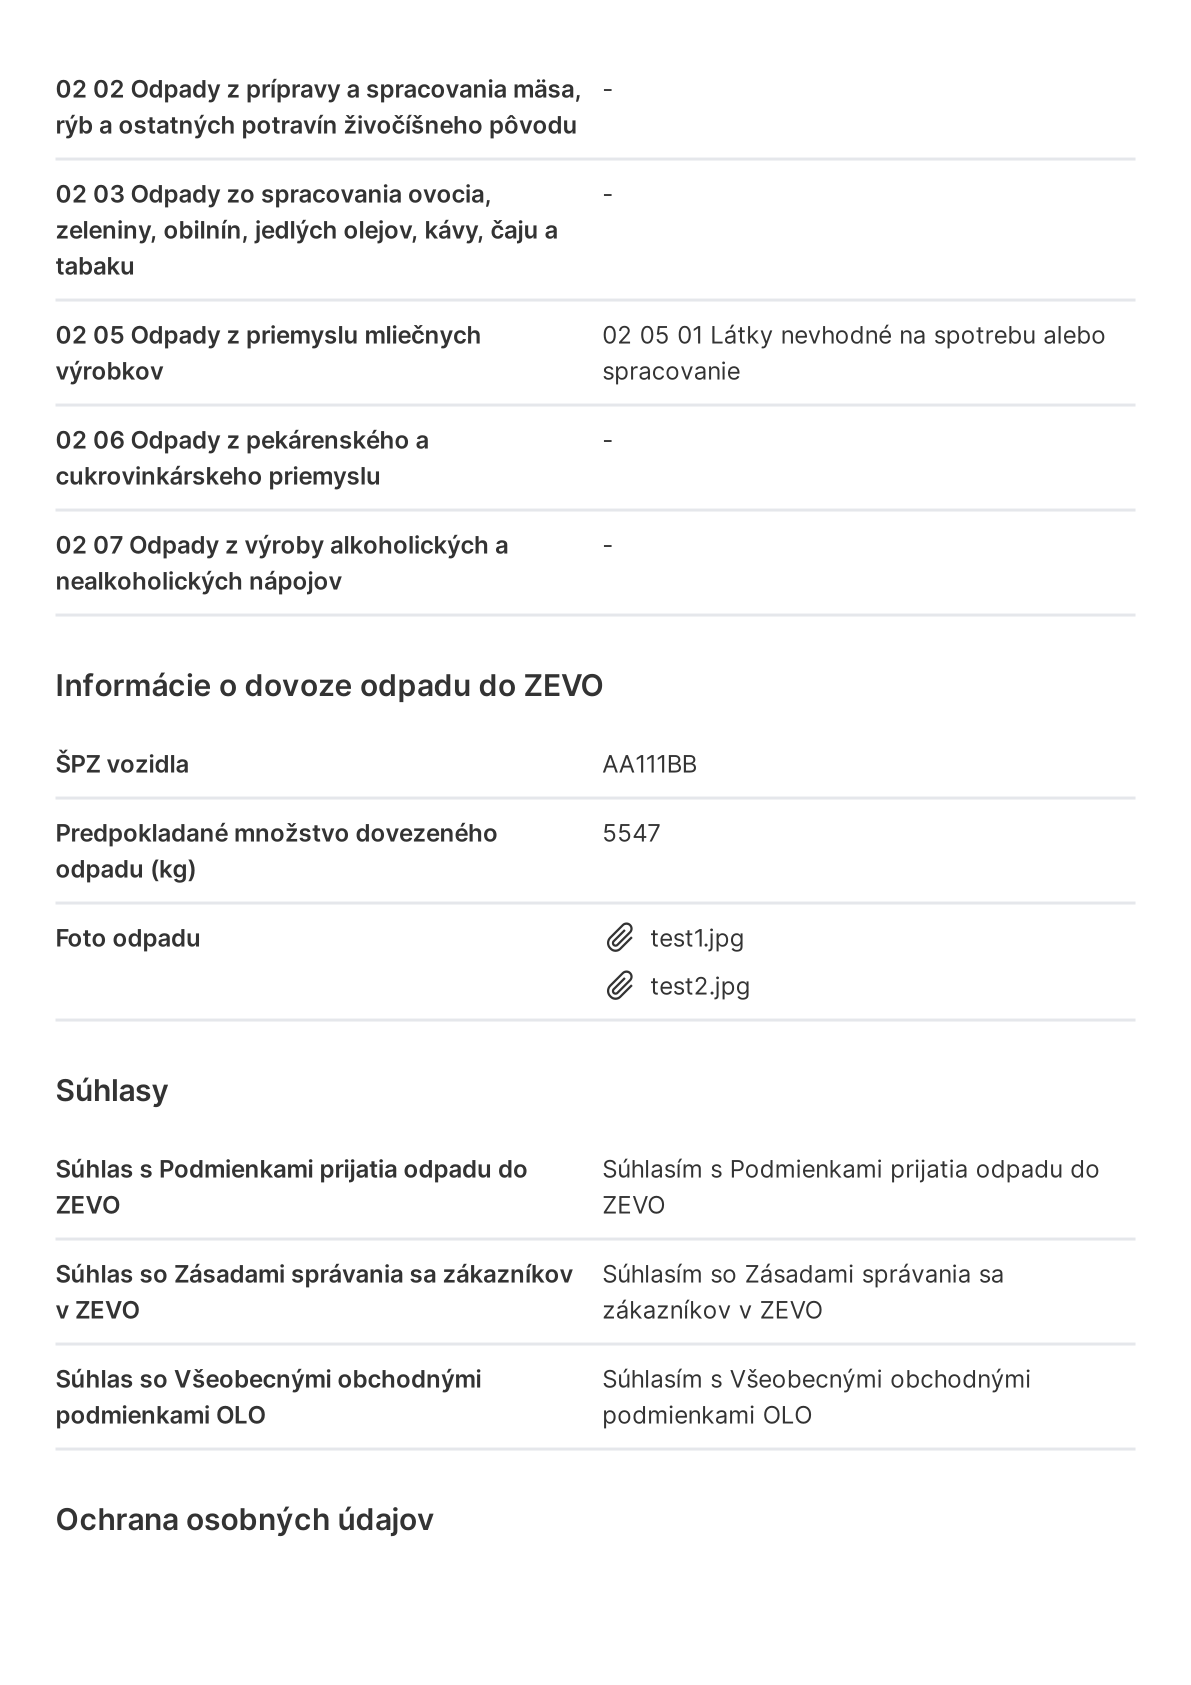 02 02 Odpady z prípravy a spracovania mäsa, -
rýb a ostatných potravín živočíšneho pôvodu
02 03 Odpady zo spracovania ovocia, -
zeleniny, obilnín, jedlých olejov, kávy, čaju a
tabaku
02 05 Odpady z priemyslu mliečnych
výrobkov
02 05 01 Látky nevhodné na spotrebu alebo
spracovanie
02 06 Odpady z pekárenského a -
cukrovinkárskeho priemyslu
02 07 Odpady z výroby alkoholických a -
nealkoholických nápojov
Informácie o dovoze odpadu do ZEVO
ŠPZ vozidla AA111BB
Predpokladané množstvo dovezeného 5547
odpadu (kg)
Foto odpadu test1.jpg
test2.jpg
Súhlasy
Súhlas s Podmienkami prijatia odpadu do
ZEVO
Súhlasím s Podmienkami prijatia odpadu do
ZEVO
Súhlas so Zásadami správania sa zákazníkov
v ZEVO
Súhlasím so Zásadami správania sa
zákazníkov v ZEVO
Súhlas so Všeobecnými obchodnými
podmienkami OLO
Súhlasím s Všeobecnými obchodnými
podmienkami OLO
Ochrana osobných údajov